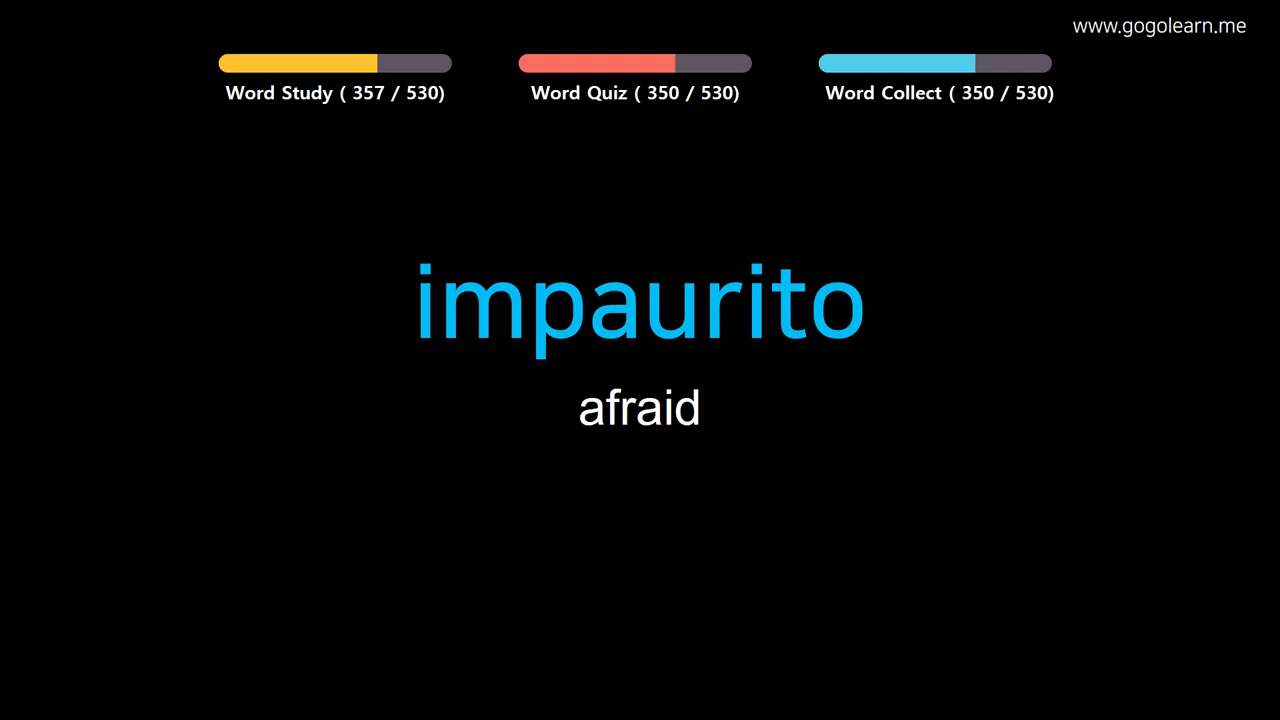 www.gogolearn.me
Word Study ( 357 / 530)
Word Quiz ( 350 / 530)
Word Collect ( 350 / 530)
impaurito
afraid